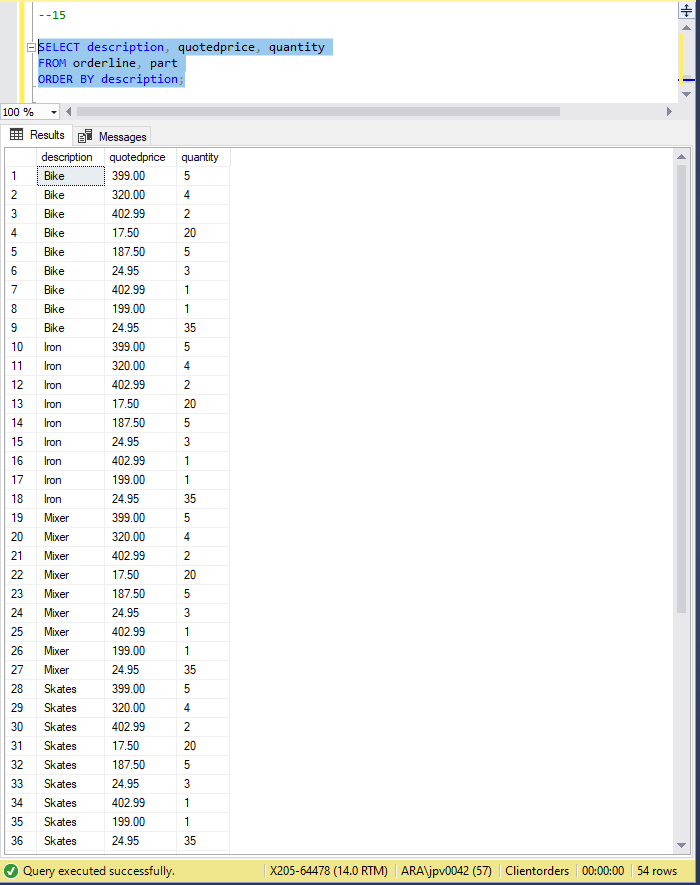 --15
SELECT description, quotedprice, quantity
FROM orderline, part
ORDER BY description;
100 %
Results Messages
description quotedprice quantity
1 Bike 399.00 5
2 Bike 320.00 4
3 Bike 402.99 2
4 Bike 17.50 20
5 Bike 187.50 5
6 Bike 24.95 3
7 Bike 402.99 1
8 Bike 199.00 1
9 Bike 24.95 35
10 Iron 399.00 5
11 Iron 320.00 4
12 Iron 402.99 2
13 Iron 17.50 20
14 Iron 187.50 5
15 Iron 24.95 3
16 Iron 402.99 1
17 Iron 199.00 1
18 Iron 24.95 35
19 Mixer 399.00 5
20 Mixer 320.00 4
21 Mixer 402.99 2
22 Mixer 17.50 20
23 Mixer 187.50 5
24 Mixer 24.95 3
25 Mixer 402.99 1
26 Mixer 199.00 1
27 Mixer 24.95 35
28 Skates 399.00 5
29 Skates 320.00 4
30 Skates 402.99 2
31 Skates 17.50 20
32 Skates 187.50 5
33 Skates 24.95 3
34 Skates 402.99 1
35 Skates 199.00 1
36 Skates 24.95 35
Query executed successfully. X205-64478 (14.0 RTM) ARA\jpv0042 (57) Clientorders 00:00:00 54 rows